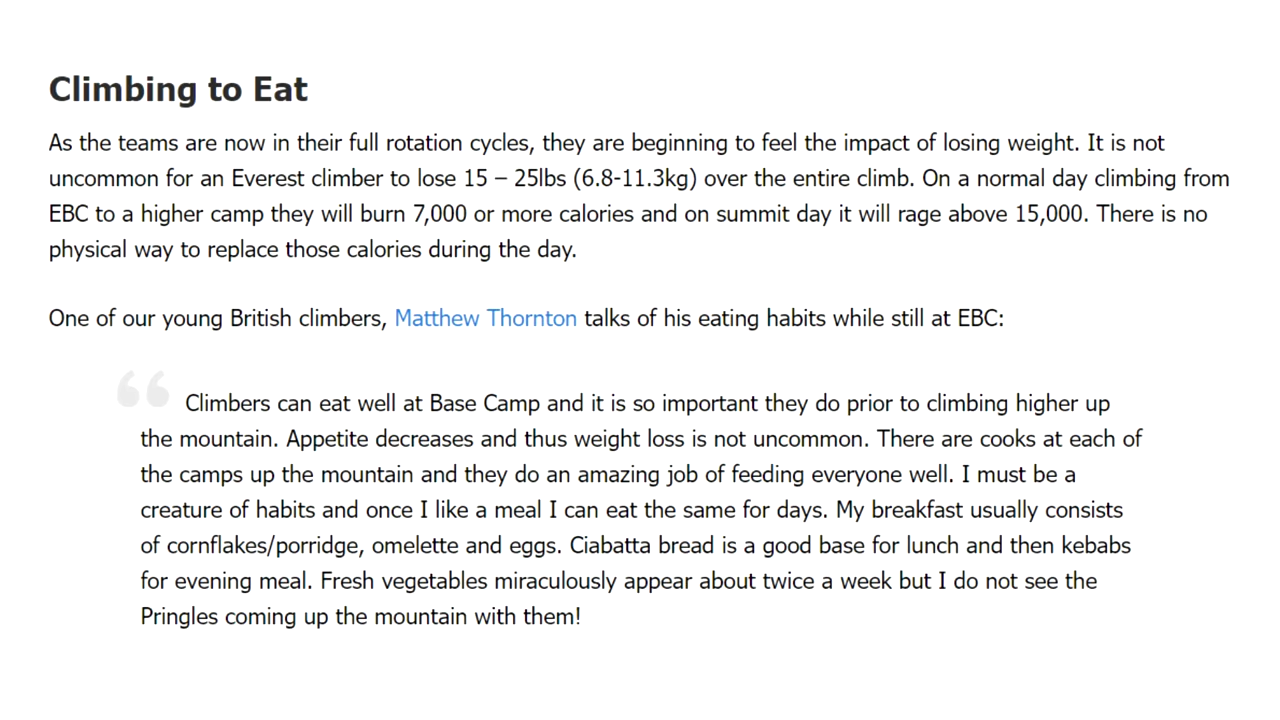 Climbing to Eat
As the teams are now in their full rotation cycles, they are beginning to feel the impact of losing weight. It is not
uncommon for an Everest climber to lose 15 – 25lbs (6.8-11.3kg) over the entire climb. On a normal day climbing from
EBC to a higher camp they will burn 7,000 or more calories and on summit day it will rage above 15,000. There is no
physical way to replace those calories during the day.
One of our young British climbers, Matthew Thornton talks of his eating habits while still at EBC:
“ Climbers can eat well at Base Camp and it is so important they do prior to climbing higher up
the mountain. Appetite decreases and thus weight loss is not uncommon. There are cooks at each of
the camps up the mountain and they do an amazing job of feeding everyone well. I must be a
creature of habits and once I like a meal I can eat the same for days. My breakfast usually consists
of cornflakes/porridge, omelette and eggs. Ciabatta bread is a good base for lunch and then kebabs
for evening meal. Fresh vegetables miraculously appear about twice a week but I do not see the
Pringles coming up the mountain with them!